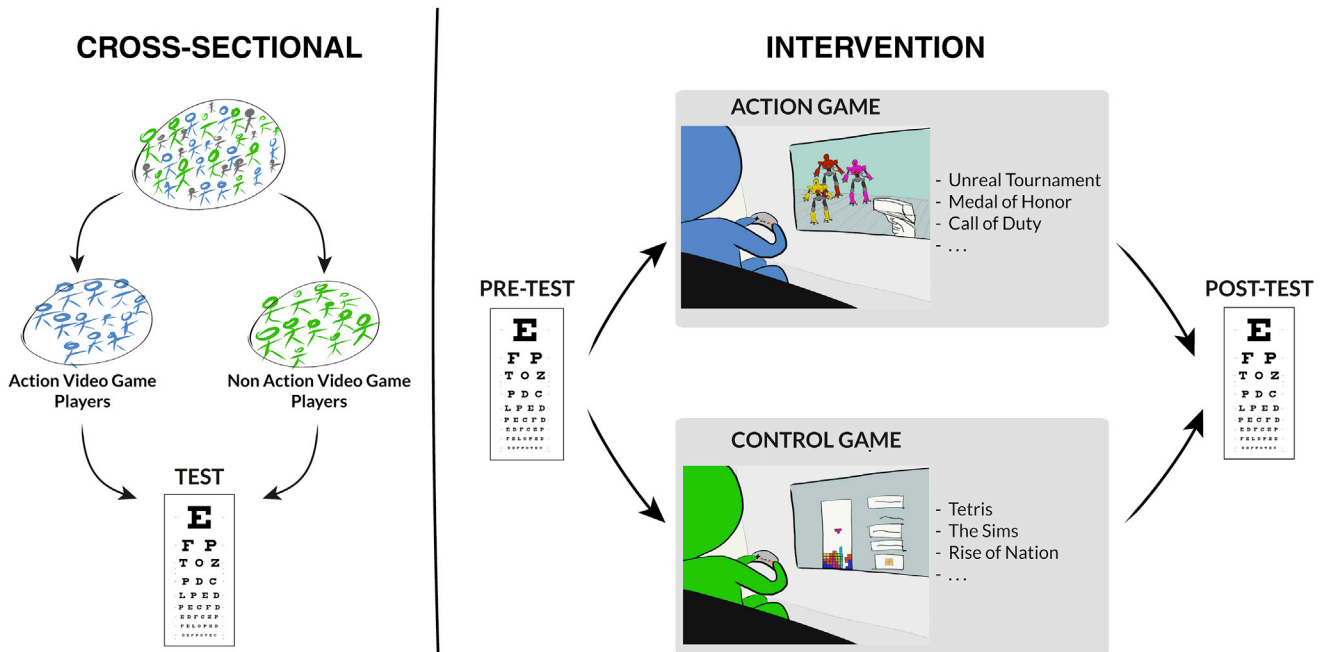 CROSS-SECTIONAL
Action Video Game
Players
Non Action Video Game
Players
TEST
E
F P
T O Z
P D C
L P E D
P E C F D
E D F C Z P
F E L O P Z D
D E F P O T E C
INTERVENTION
PRE-TEST
E
F P
T O Z
P D C
L P E D
P E C F D
E D F C Z P
F E L O P Z D
D E F P O T E C
ACTION GAME
- Unreal Tournament
- Medal of Honor
- Call of Duty
- . . .
CONTROL GAME
- Tetris
- The Sims
- Rise of Nation
- . . .
POST-TEST
E
F P
T O Z
P D C
L P E D
P E C F D
E D F C Z P
F E L O P Z D
D E F P O T E C